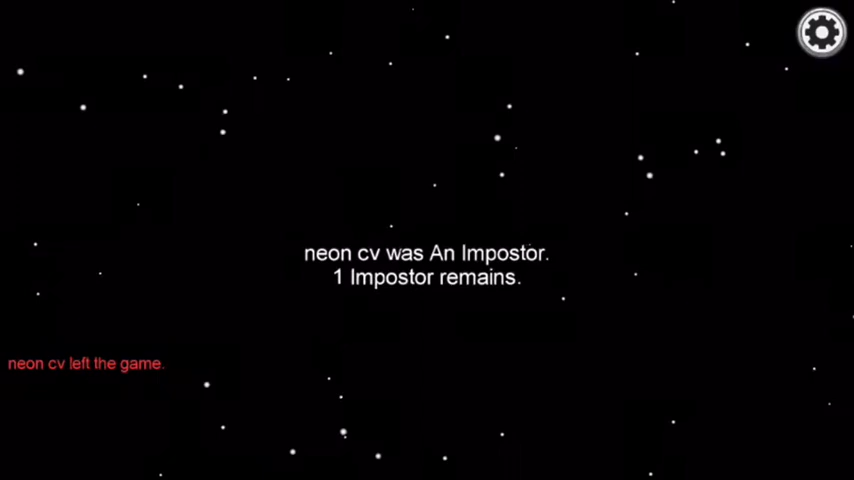 neon cv was An Impostor.
1 Impostor remains.
neon cv left the game.